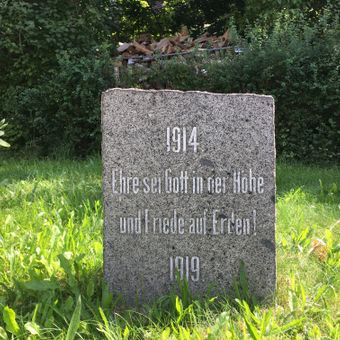 1914
Ehre sei Gott in der Höhe
und Friede auf Erden!
1919